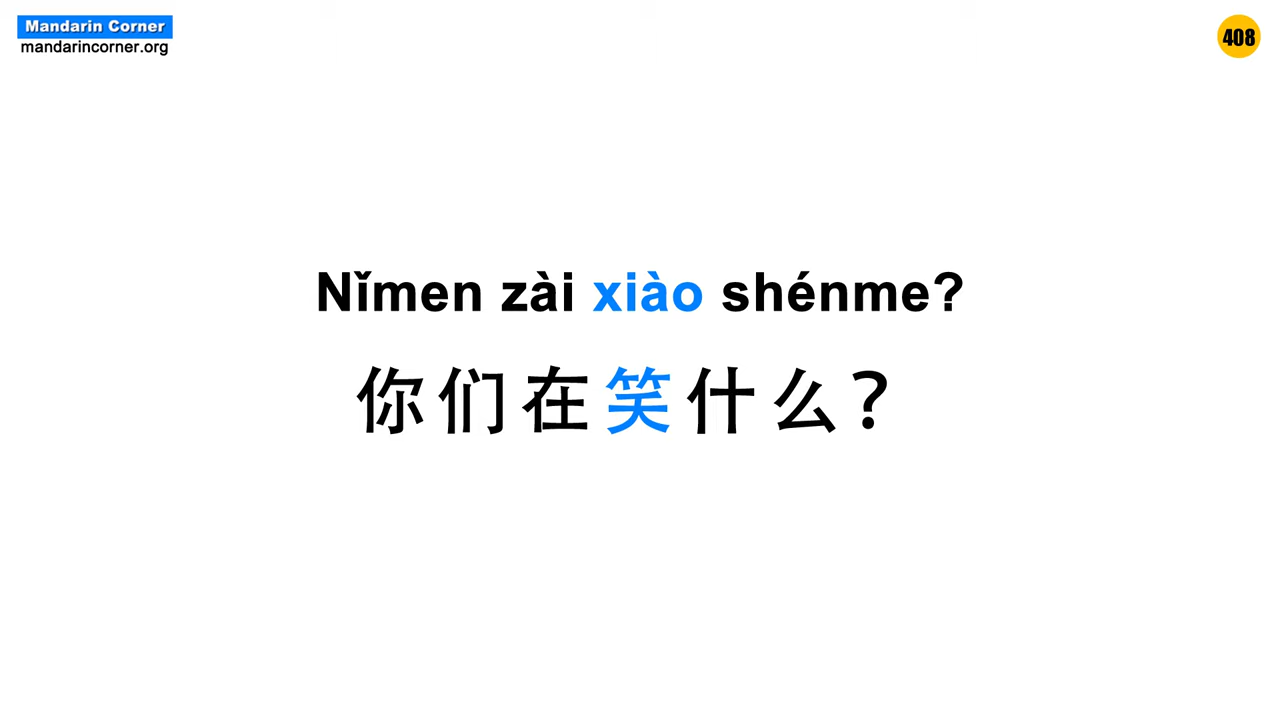 Mandarin Corner
mandarincorner.org
408
Nǐmen zài xiào shénme?
你们在笑什么？